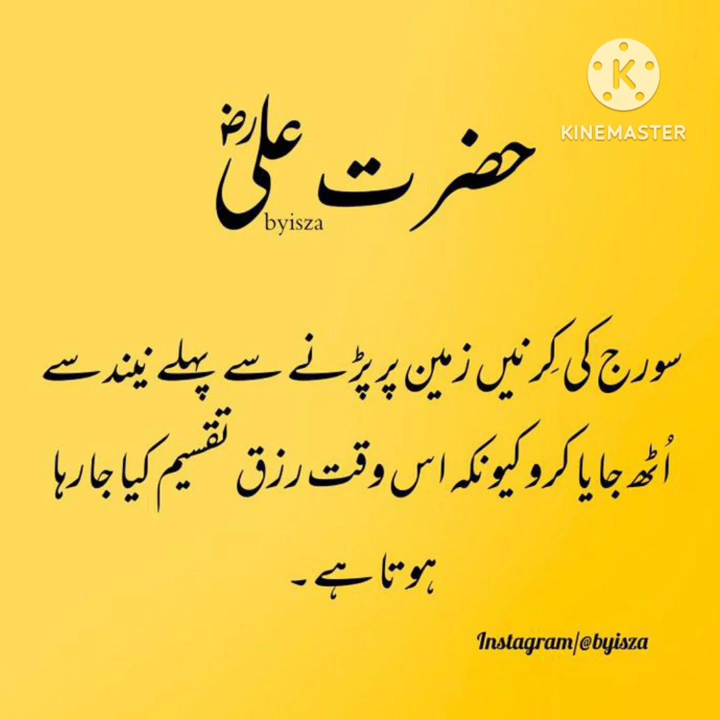 K
KINEMASTER
حضرت علیؓ
byisza
سورج کی کِرنیں زمین پر پڑنے سے پہلے نیند سے
اُٹھ جایا کرو کیونکہ اس وقت رزق تقسیم کیا جا رہا
ہوتا ہے۔
Instagram/@byisza